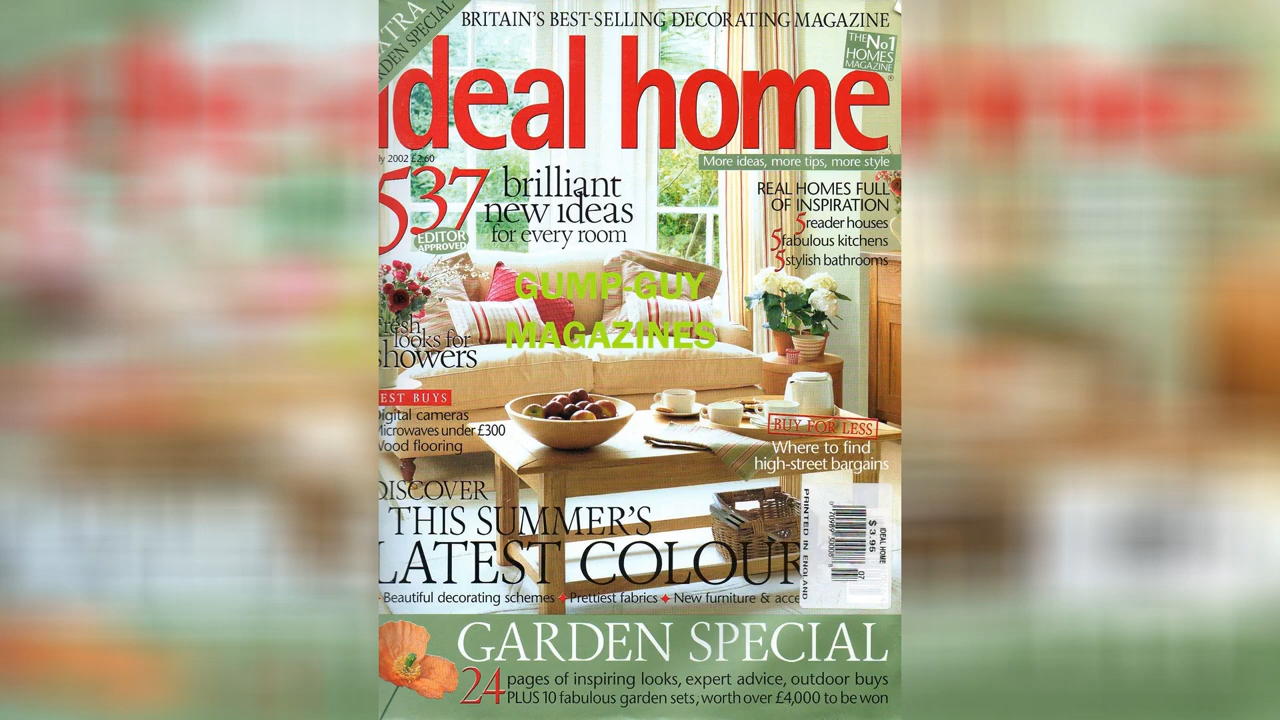 EXTRA
GARDEN SPECIAL
BRITAIN'S BEST-SELLING DECORATING MAGAZINE
THE No1
HOMES
MAGAZINE
ideal home
®
ly 2002 £2.60
More ideas, more tips, more style
537 brilliant
new ideas
for every room
EDITOR
APPROVED
REAL HOMES FULL
OF INSPIRATION
5 reader houses
5 fabulous kitchens
5 stylish bathrooms
GUMP GUY
MAGAZINES
Fresh
looks for
showers
EST BUYS
Digital cameras
Microwaves under £300
Wood flooring
BUY FOR LESS
Where to find
high-street bargains
DISCOVER
THIS SUMMER'S
LATEST COLOUR
Beautiful decorating schemes ✦ Prettiest fabrics ✦ New furniture & acce
PRINTED IN ENGLAND
07
$3.95
IDEAL HOME
GARDEN SPECIAL
24 pages of inspiring looks, expert advice, outdoor buys
PLUS 10 fabulous garden sets, worth over £4,000 to be won